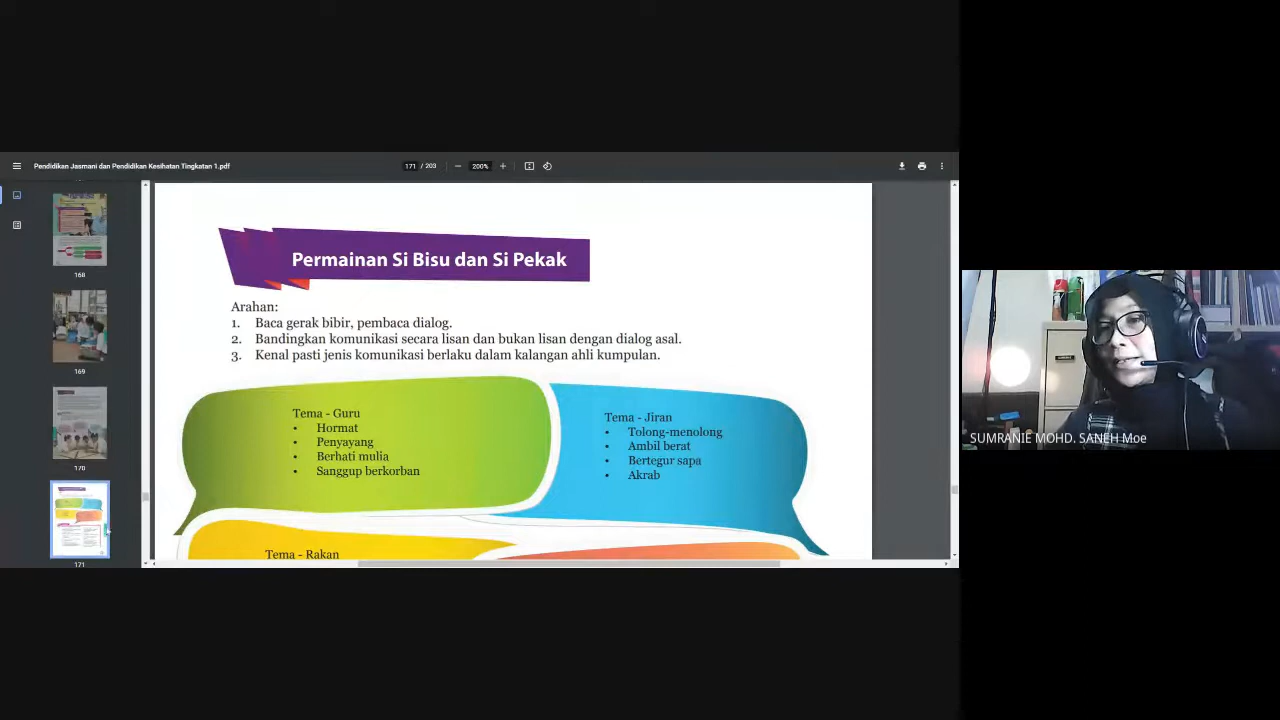 Pendidikan Jasmani dan Pendidikan Kesihatan Tingkatan 1.pdf
171 / 203
200%
168
169
170
171
Permainan Si Bisu dan Si Pekak
Arahan:
1. Baca gerak bibir, pembaca dialog.
2. Bandingkan komunikasi secara lisan dan bukan lisan dengan dialog asal.
3. Kenal pasti jenis komunikasi berlaku dalam kalangan ahli kumpulan.
Tema - Guru
• Hormat
• Penyayang
• Berhati mulia
• Sanggup berkorban
Tema - Jiran
• Tolong-menolong
• Ambil berat
• Bertegur sapa
• Akrab
Tema - Rakan
SUMRANIE MOHD. SANEH Moe